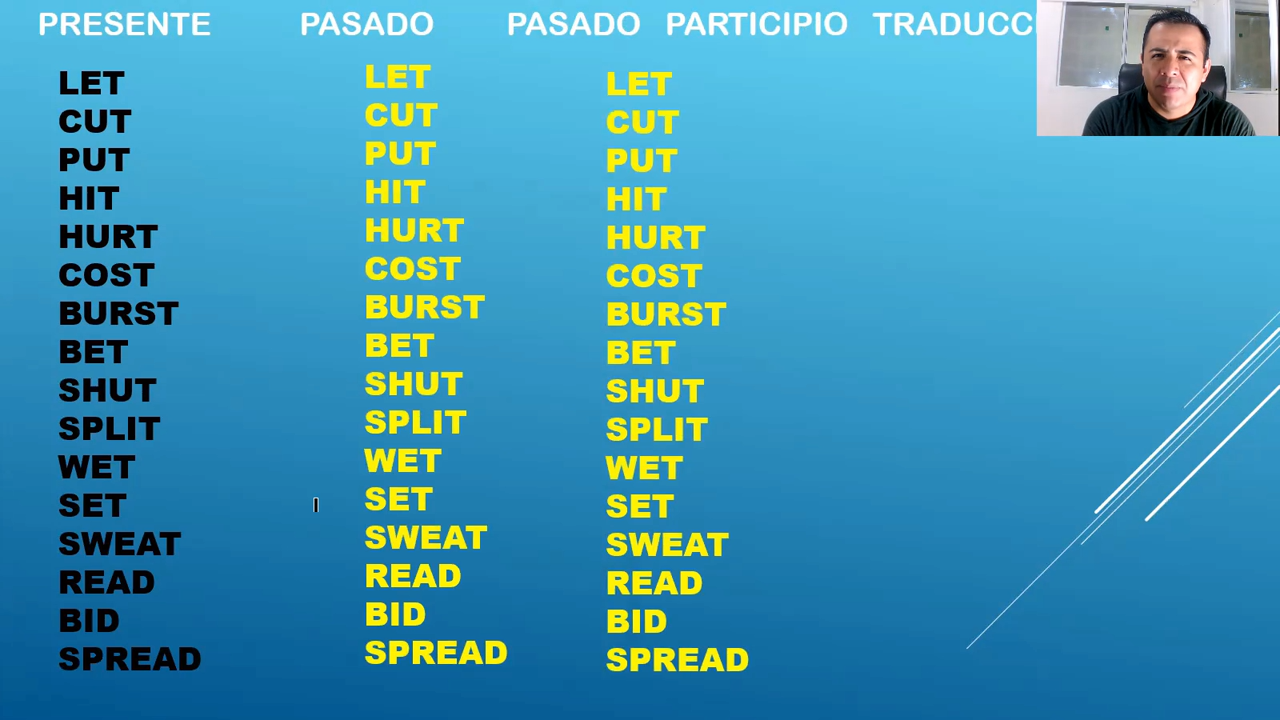 PRESENTE PASADO PASADO PARTICIPIO TRADUCC
LET LET LET
CUT CUT CUT
PUT PUT PUT
HIT HIT HIT
HURT HURT HURT
COST COST COST
BURST BURST BURST
BET BET BET
SHUT SHUT SHUT
SPLIT SPLIT SPLIT
WET WET WET
SET SET SET
SWEAT SWEAT SWEAT
READ READ READ
BID BID BID
SPREAD SPREAD SPREAD